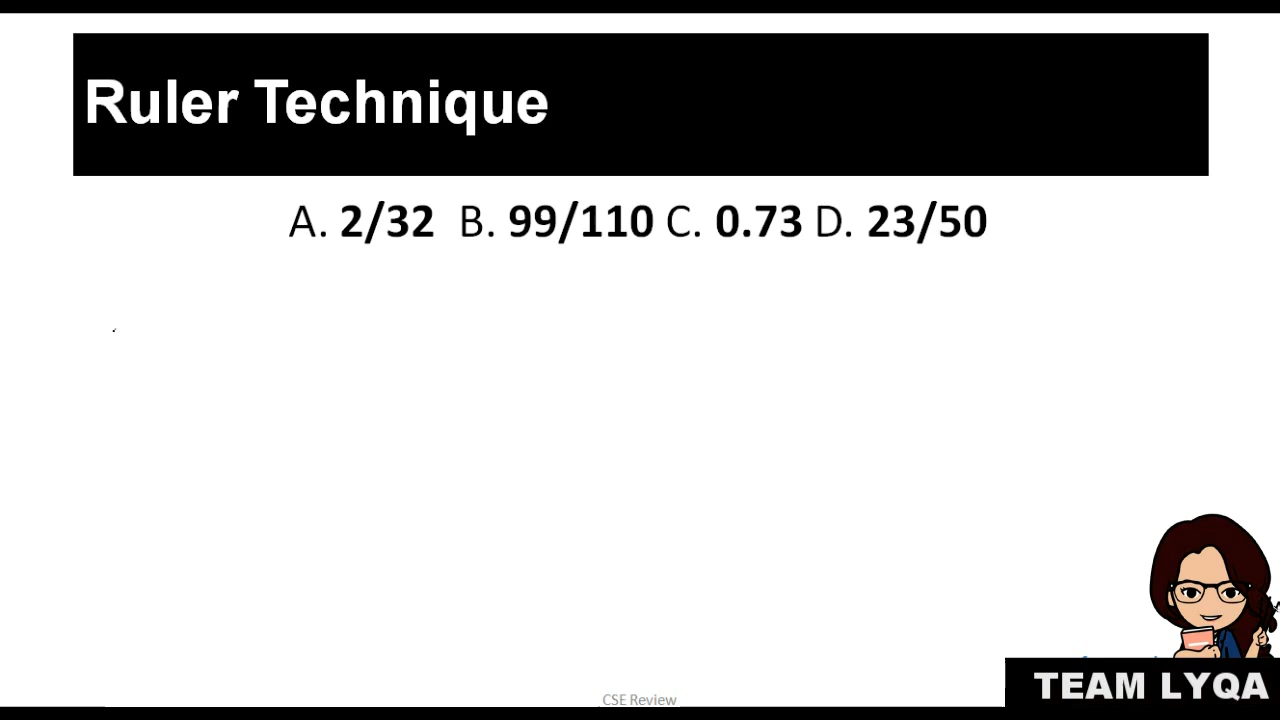 Ruler Technique
A. 2/32 B. 99/110 C. 0.73 D. 23/50
TEAM LYQA
CSE Review